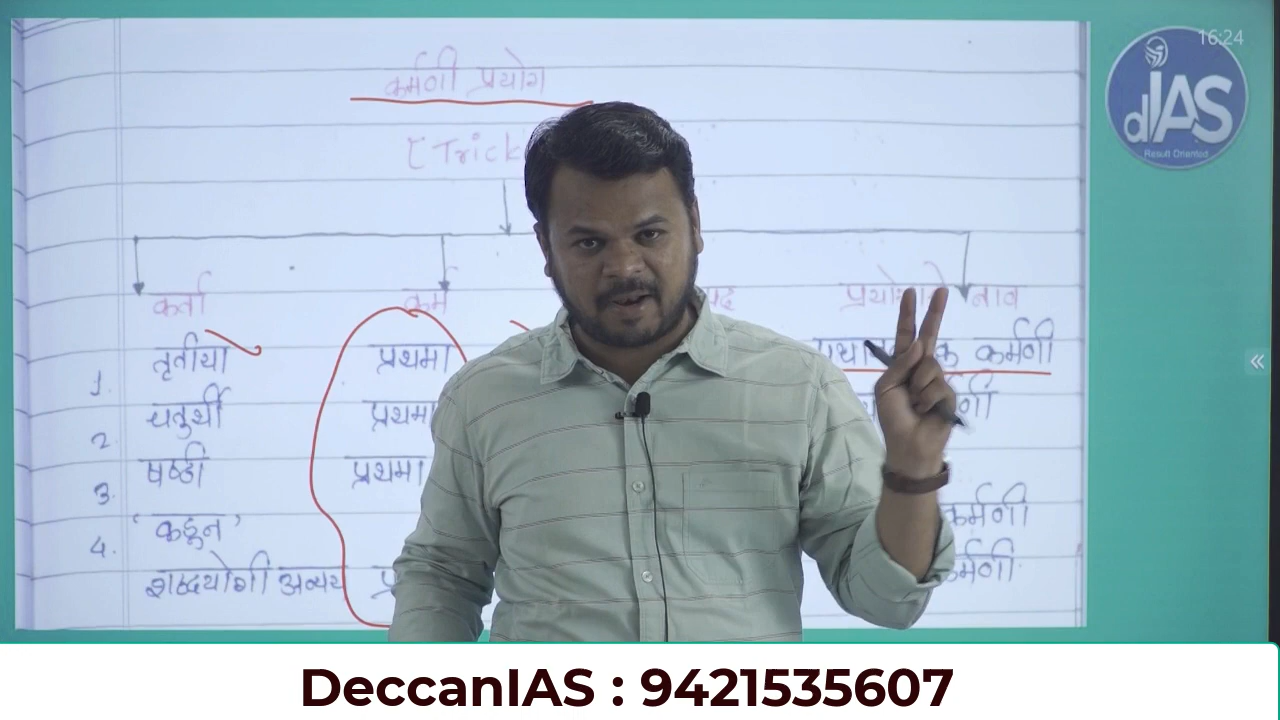 16:24
dIAS
Result Oriented
कर्मणी प्रयोग
[Trick
कर्ता कर्म नाव
1. तृतीया प्रथमा कर्मणी
2. चतुर्थी प्रथमा
3. षष्ठी प्रथमा
4. 'कडून' कर्मणी
शब्दयोगी अव्यय कर्मणी
DeccanIAS : 9421535607